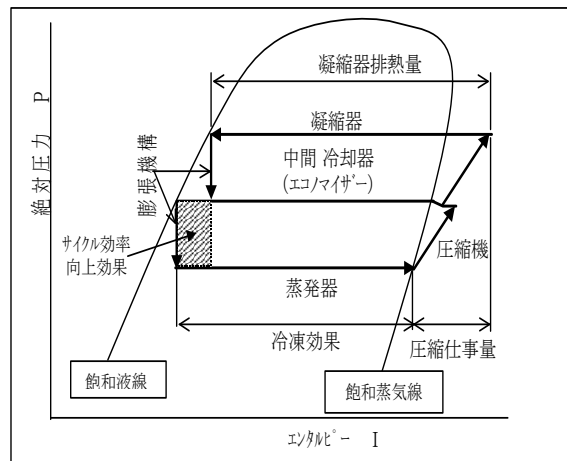 凝縮器排熱量
凝縮器
中間 冷却器
(エコノマイザー)
絶対圧力 P
膨張機構
サイクル効率
向上効果
圧縮機
蒸発器
冷凍効果
圧縮仕事量
飽和液線
飽和蒸気線
エンタルピー I